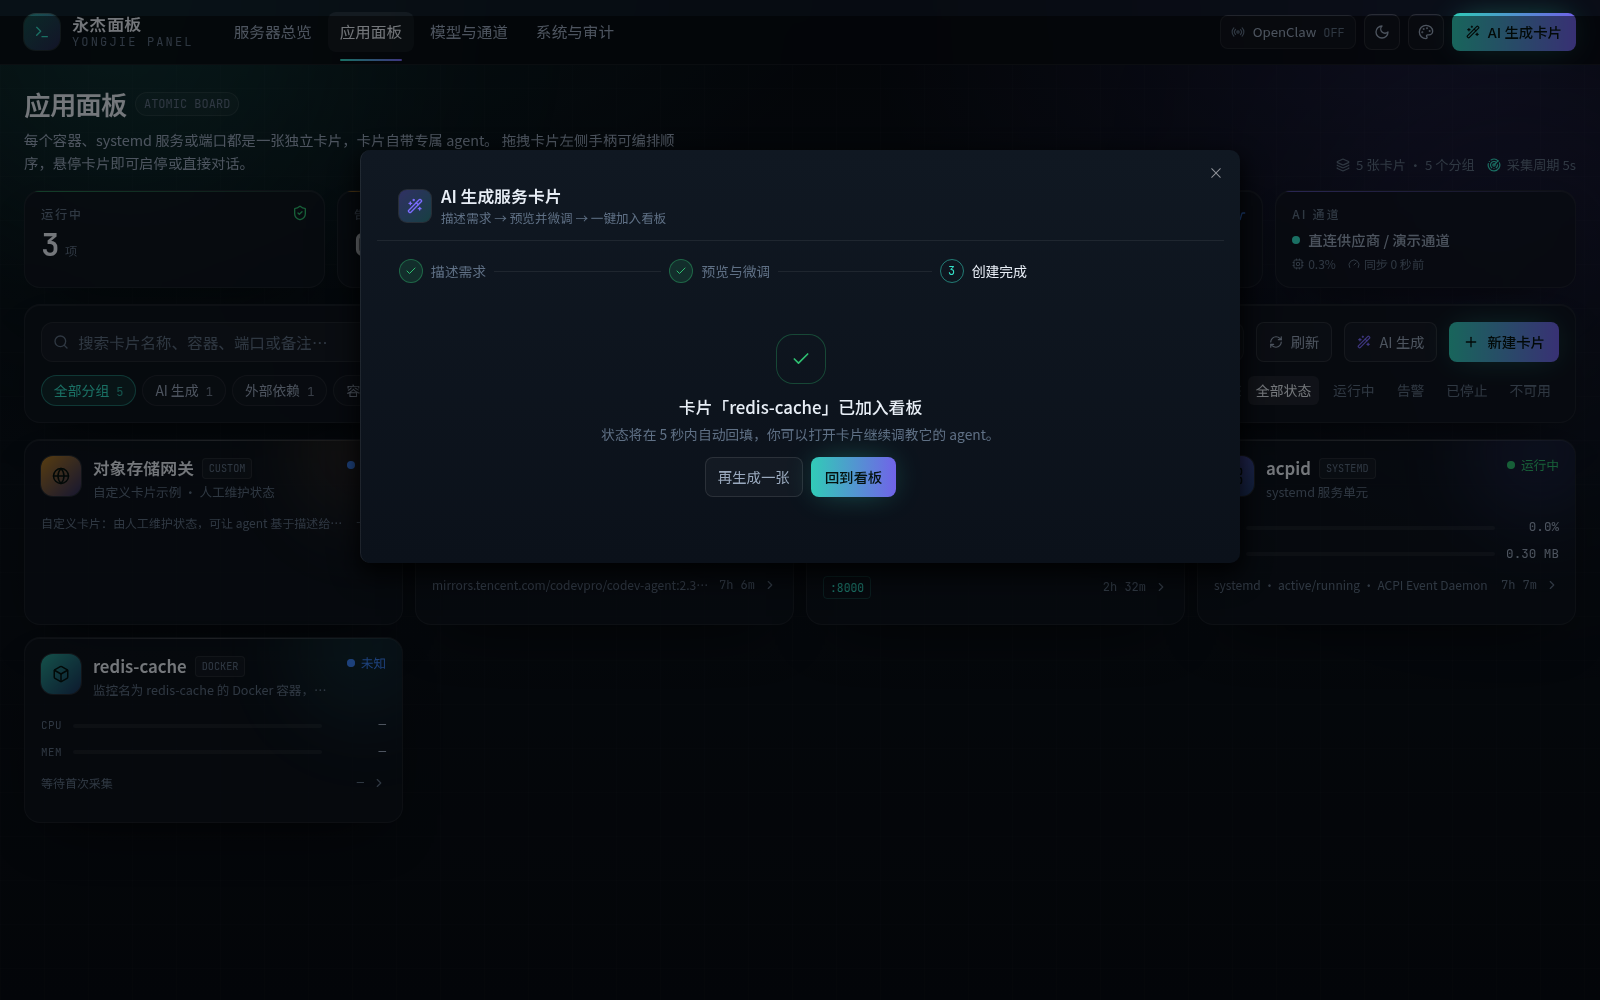 永杰面板
YONGJIE PANEL
服务器总览
应用面板
模型与通道
系统与审计
OpenClaw OFF
AI 生成卡片
应用面板
ATOMIC BOARD
每个容器、systemd 服务或端口都是一张独立卡片，卡片自带专属 agent。 拖拽卡片左侧手柄可编排顺
序，悬停卡片即可启停或直接对话。
5 张卡片 · 5 个分组
采集周期 5s
运行中
3 项
AI 通道
直连供应商 / 演示通道
0.3%
同步 0 秒前
AI 生成服务卡片
描述需求 → 预览并微调 → 一键加入看板
描述需求
预览与微调
3 创建完成
卡片「redis-cache」已加入看板
状态将在 5 秒内自动回填，你可以打开卡片继续调教它的 agent。
再生成一张
回到看板
搜索卡片名称、容器、端口或备注…
刷新
AI 生成
新建卡片
全部分组 5
AI 生成 1
外部依赖 1
容
全部状态
运行中
告警
已停止
不可用
对象存储网关 CUSTOM
自定义卡片示例 · 人工维护状态
自定义卡片：由人工维护状态，可让 agent 基于描述给…
mirrors.tencent.com/codevpro/codev-agent:2.3… 7h 6m
:8000 2h 32m
acpid SYSTEMD
运行中
systemd 服务单元
0.0%
0.30 MB
systemd · active/running · ACPI Event Daemon 7h 7m
redis-cache DOCKER
未知
监控名为 redis-cache 的 Docker 容器，…
CPU —
MEM —
等待首次采集 —